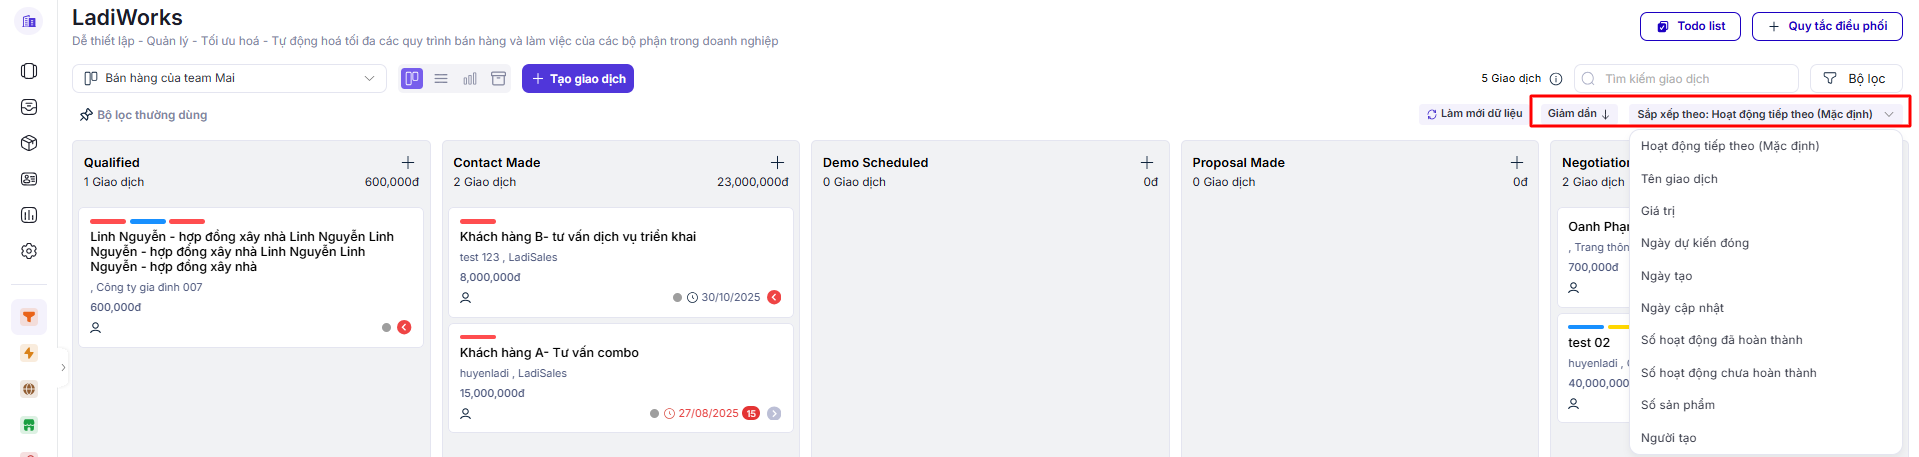 LadiWorks
Dễ thiết lập - Quản lý - Tối ưu hoá - Tự động hoá tối đa các quy trình bán hàng và làm việc của các bộ phận trong doanh nghiệp
Todo list
Quy tắc điều phối
Bán hàng của team Mai
Tạo giao dịch
5 Giao dịch
Tìm kiếm giao dịch
Bộ lọc
Bộ lọc thường dùng
Làm mới dữ liệu
Giảm dần
Sắp xếp theo: Hoạt động tiếp theo (Mặc định)
Qualified
1 Giao dịch
600,000đ
Linh Nguyễn - hợp đồng xây nhà Linh Nguyễn Linh
Nguyễn - hợp đồng xây nhà Linh Nguyễn Linh
Nguyễn - hợp đồng xây nhà
, Công ty gia đình 007
600,000đ
Contact Made
2 Giao dịch
23,000,000đ
Khách hàng B- tư vấn dịch vụ triển khai
test 123 , LadiSales
8,000,000đ
30/10/2025
Khách hàng A- Tư vấn combo
huyenladi , LadiSales
15,000,000đ
27/08/2025
15
Demo Scheduled
0 Giao dịch
0đ
Proposal Made
0 Giao dịch
0đ
Negotiation
2 Giao dịch
Oanh Phạ
, Trang thôn
700,000đ
test 02
huyenladi ,
40,000,000
Hoạt động tiếp theo (Mặc định)
Tên giao dịch
Giá trị
Ngày dự kiến đóng
Ngày tạo
Ngày cập nhật
Số hoạt động đã hoàn thành
Số hoạt động chưa hoàn thành
Số sản phẩm
Người tạo